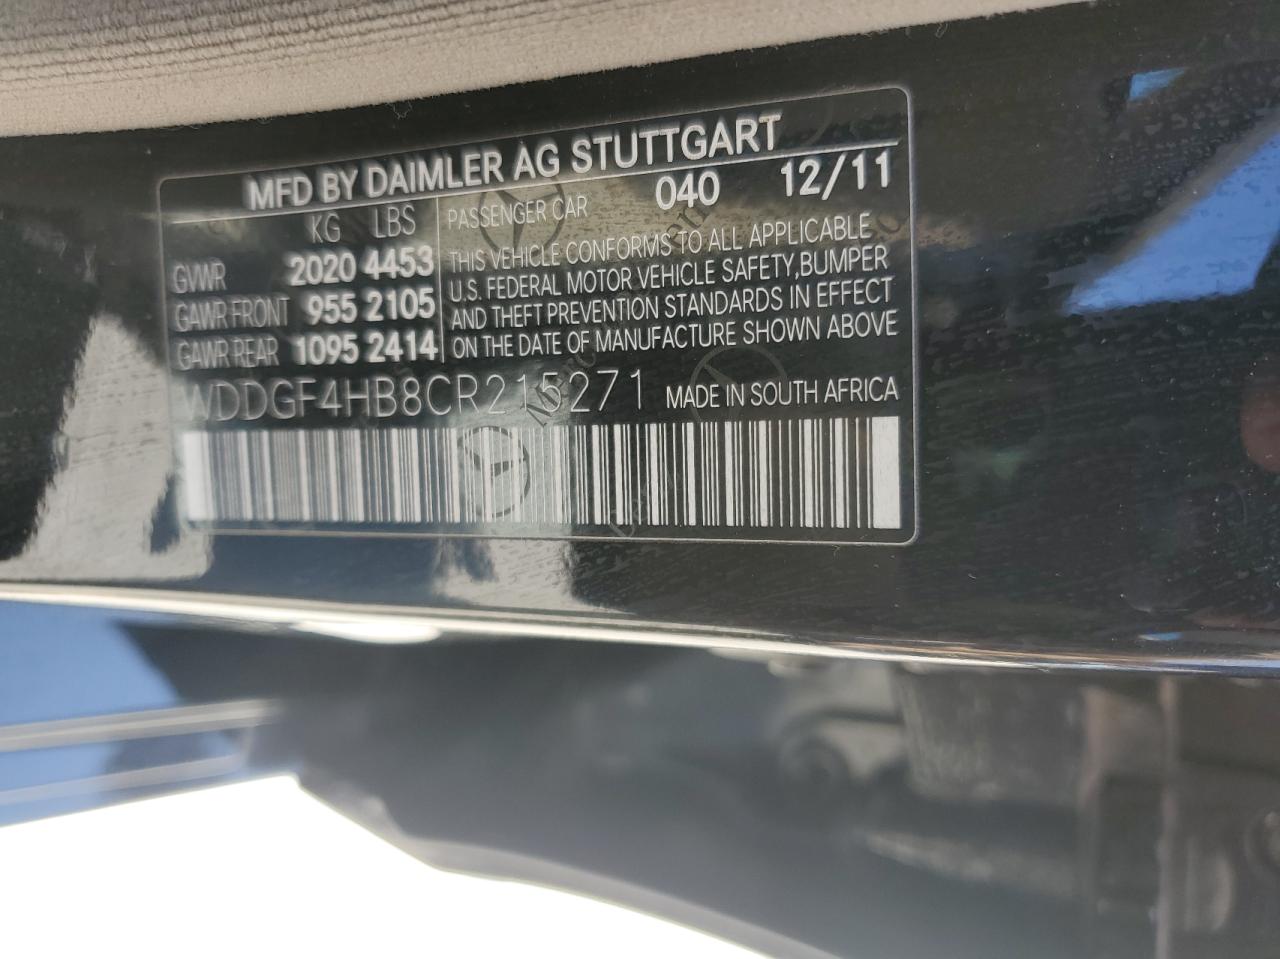 MFD BY DAIMLER AG STUTTGART
KG LBS
GVWR 2020 4453
GAWR FRONT 955 2105
GAWR REAR 1095 2414
PASSENGER CAR 040 12/11
THIS VEHICLE CONFORMS TO ALL APPLICABLE
U.S. FEDERAL MOTOR VEHICLE SAFETY,BUMPER
AND THEFT PREVENTION STANDARDS IN EFFECT
ON THE DATE OF MANUFACTURE SHOWN ABOVE
WDDGF4HB8CR215271 MADE IN SOUTH AFRICA